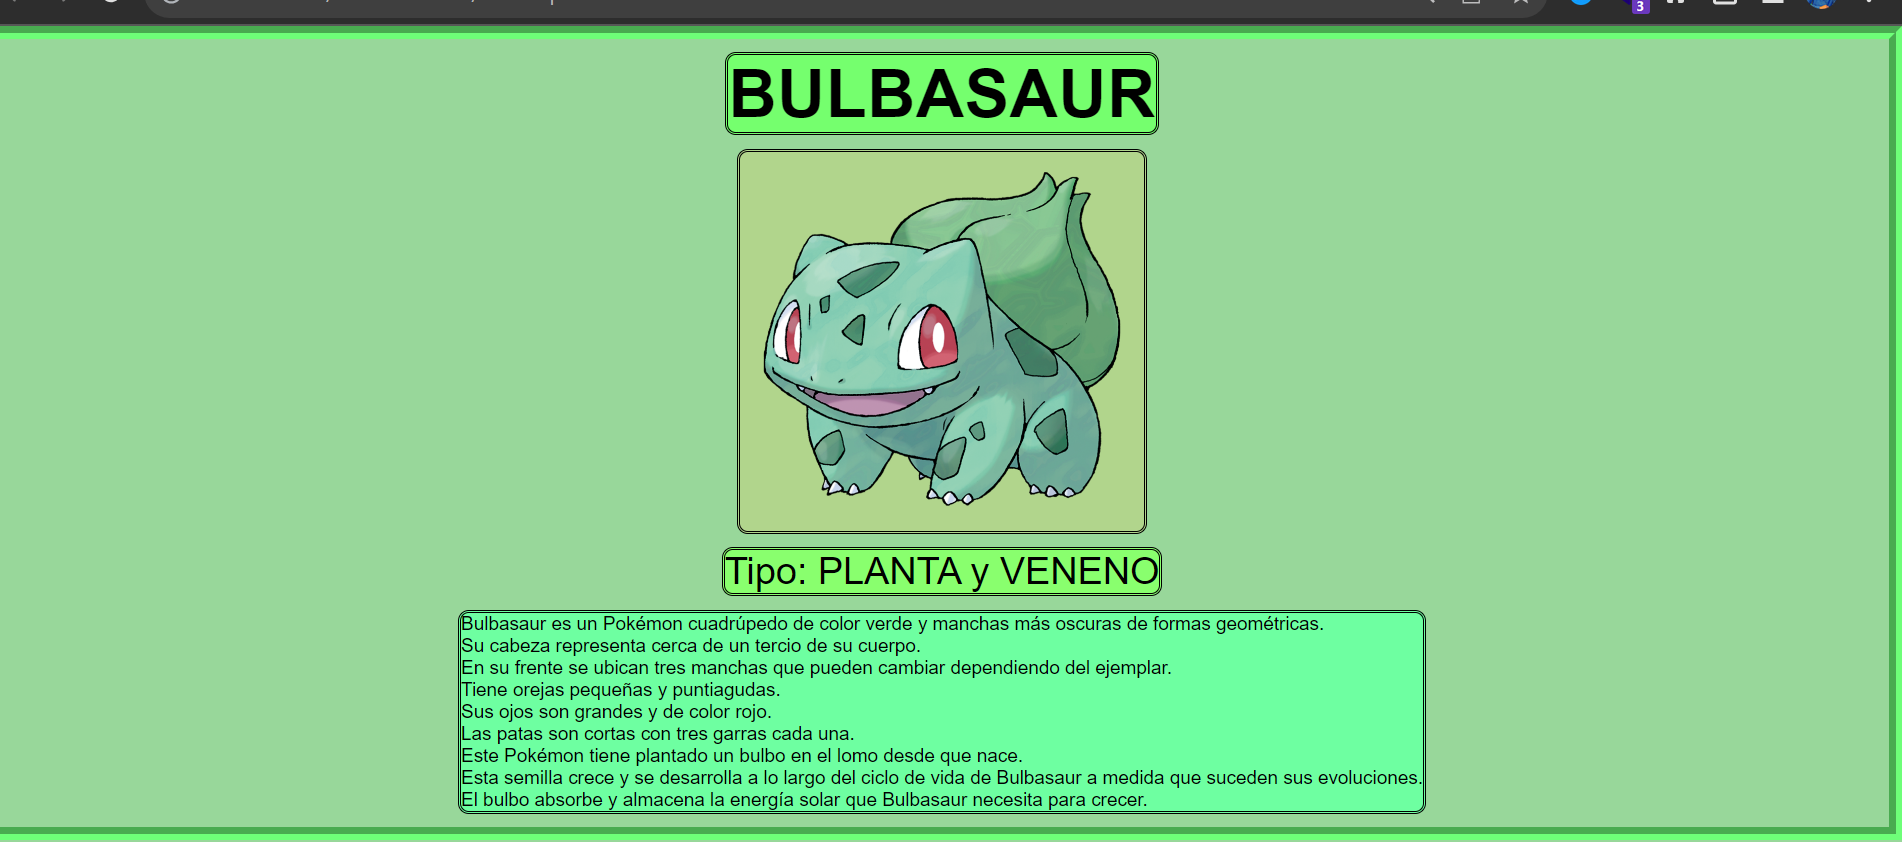 3
BULBASAUR
Tipo: PLANTA y VENENO
Bulbasaur es un Pokémon cuadrúpedo de color verde y manchas más oscuras de formas geométricas.
Su cabeza representa cerca de un tercio de su cuerpo.
En su frente se ubican tres manchas que pueden cambiar dependiendo del ejemplar.
Tiene orejas pequeñas y puntiagudas.
Sus ojos son grandes y de color rojo.
Las patas son cortas con tres garras cada una.
Este Pokémon tiene plantado un bulbo en el lomo desde que nace.
Esta semilla crece y se desarrolla a lo largo del ciclo de vida de Bulbasaur a medida que suceden sus evoluciones.
El bulbo absorbe y almacena la energía solar que Bulbasaur necesita para crecer.